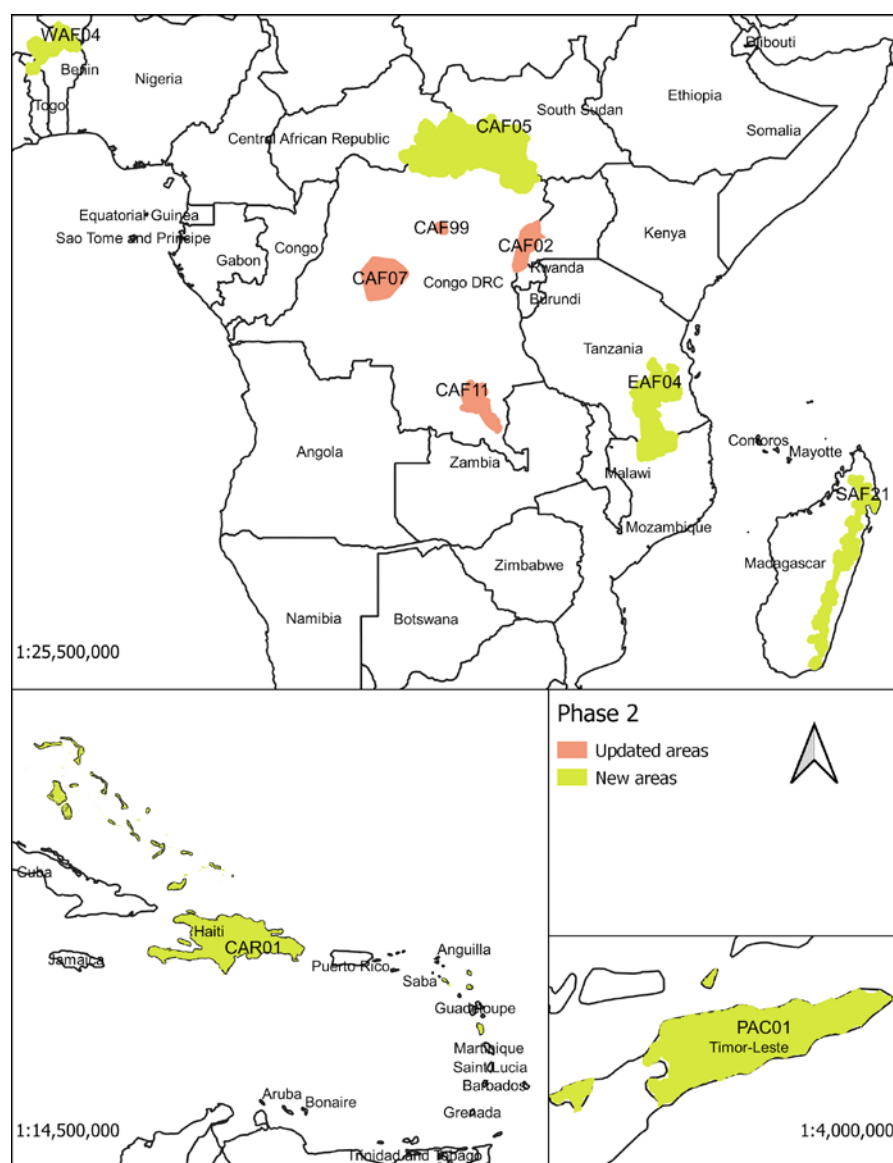 WAF04
Benin
Togo
Nigeria
Djibouti
Ethiopia
Somalia
South Sudan
CAF05
Central African Republic
Equatorial Guinea
Sao Tome and Principe
Gabon
Congo
CAF99
CAF02
Kenya
CAF07
Congo DRC
Rwanda
Burundi
Tanzania
EAF04
CAF11
Angola
Zambia
Malawi
Comoros
Mayotte
SAF21
Mozambique
Madagascar
Zimbabwe
Namibia
Botswana
1:25,500,000
Phase 2
Updated areas
New areas
Cuba
Haiti
CAR01
Jamaica
Puerto Rico
Anguilla
Saba
Guadeloupe
Martinique
Saint Lucia
Barbados
Aruba
Bonaire
Grenada
Trinidad and Tobago
1:14,500,000
PAC01
Timor-Leste
1:4,000,000